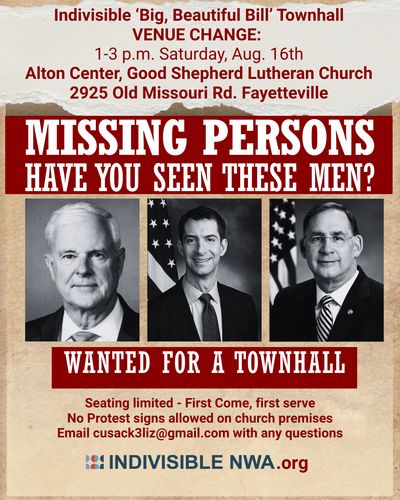 Indivisible ‘Big, Beautiful Bill’ Townhall
VENUE CHANGE:
1-3 p.m. Saturday, Aug. 16th
Alton Center, Good Shepherd Lutheran Church
2925 Old Missouri Rd. Fayetteville
MISSING PERSONS
HAVE YOU SEEN THESE MEN?
WANTED FOR A TOWNHALL
Seating limited - First Come, first serve
No Protest signs allowed on church premises
Email cusack3liz@gmail.com with any questions
INDIVISIBLE NWA.org